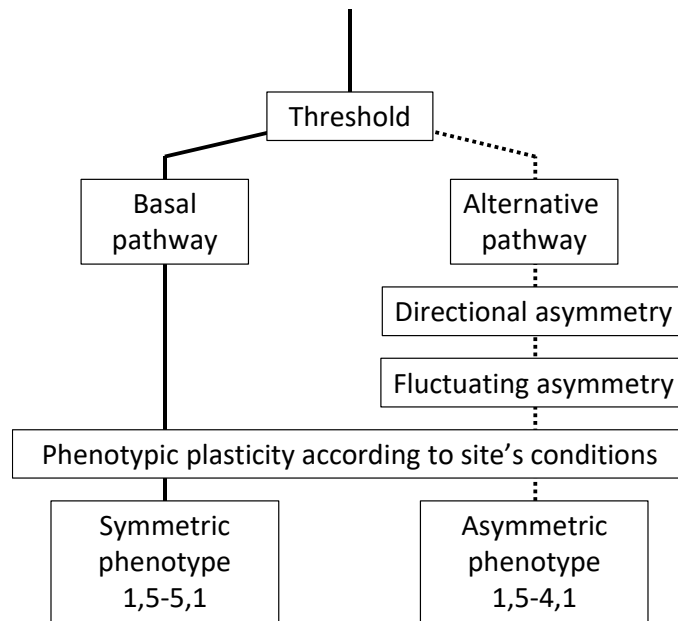 Threshold
Basal
pathway
Alternative
pathway
Directional asymmetry
Fluctuating asymmetry
Phenotypic plasticity according to site’s conditions
Symmetric
phenotype
1,5-5,1
Asymmetric
phenotype
1,5-4,1